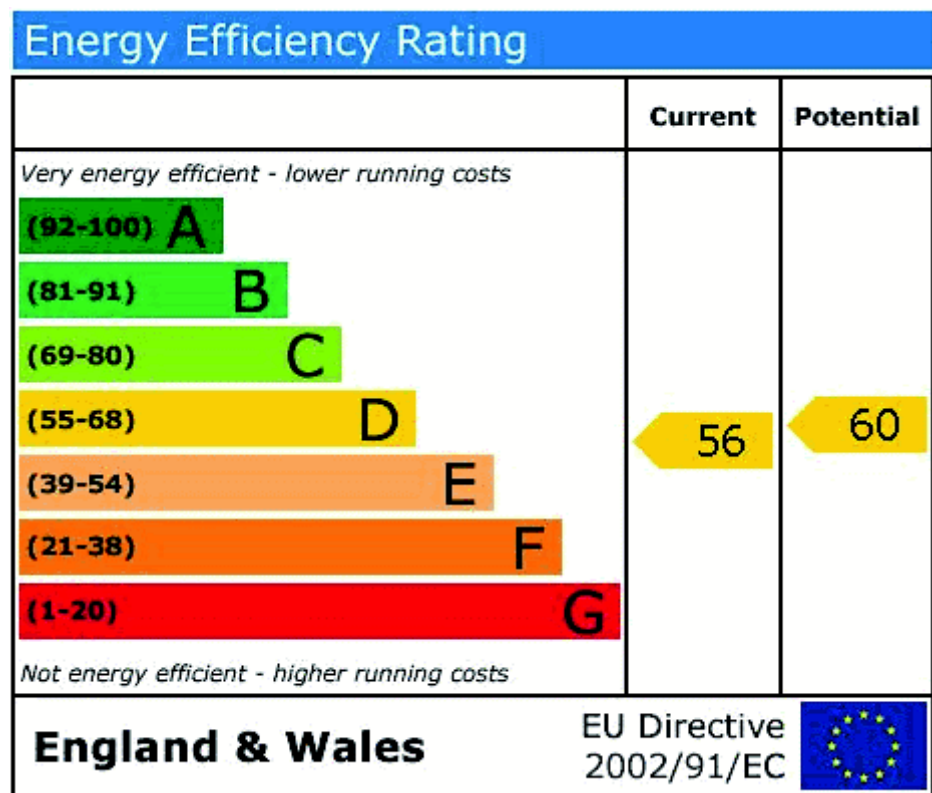 Energy Efficiency Rating
Current Potential
Very energy efficient - lower running costs
(92-100) A
(81-91) B
(69-80) C
(55-68) D
56 60
(39-54) E
(21-38) F
(1-20) G
Not energy efficient - higher running costs
England & Wales
EU Directive
2002/91/EC